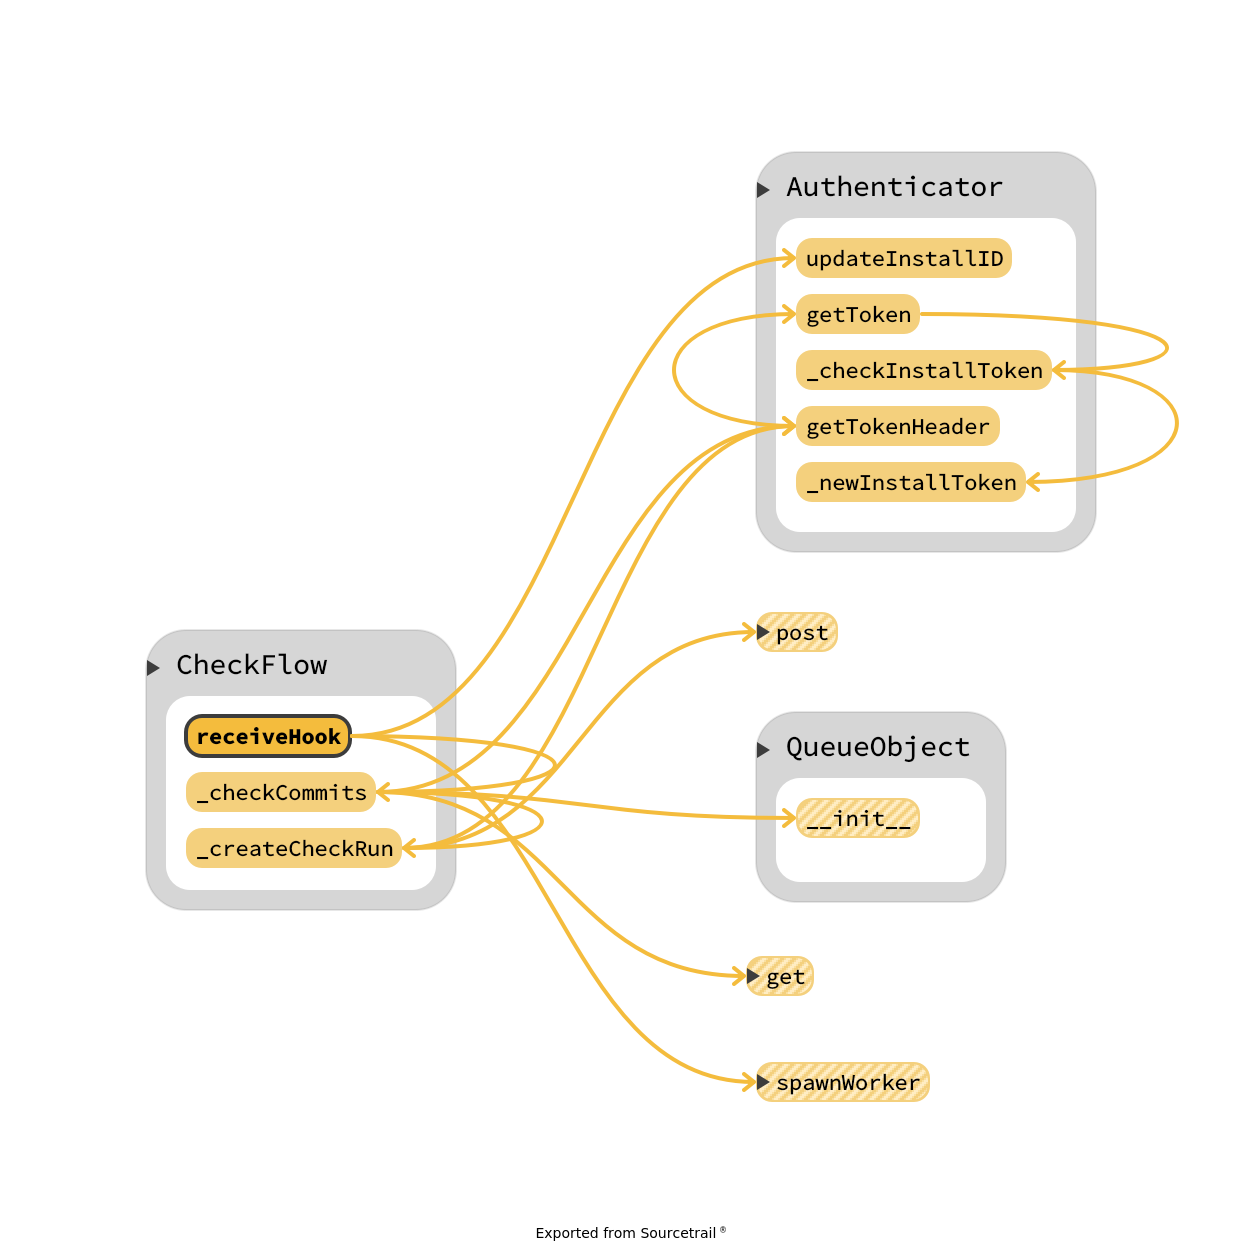 Authenticator
updateInstallID
getToken
_checkInstallToken
getTokenHeader
_newInstallToken
post
CheckFlow
receiveHook
_checkCommits
_createCheckRun
QueueObject
__init__
get
spawnWorker
Exported from Sourcetrail ®